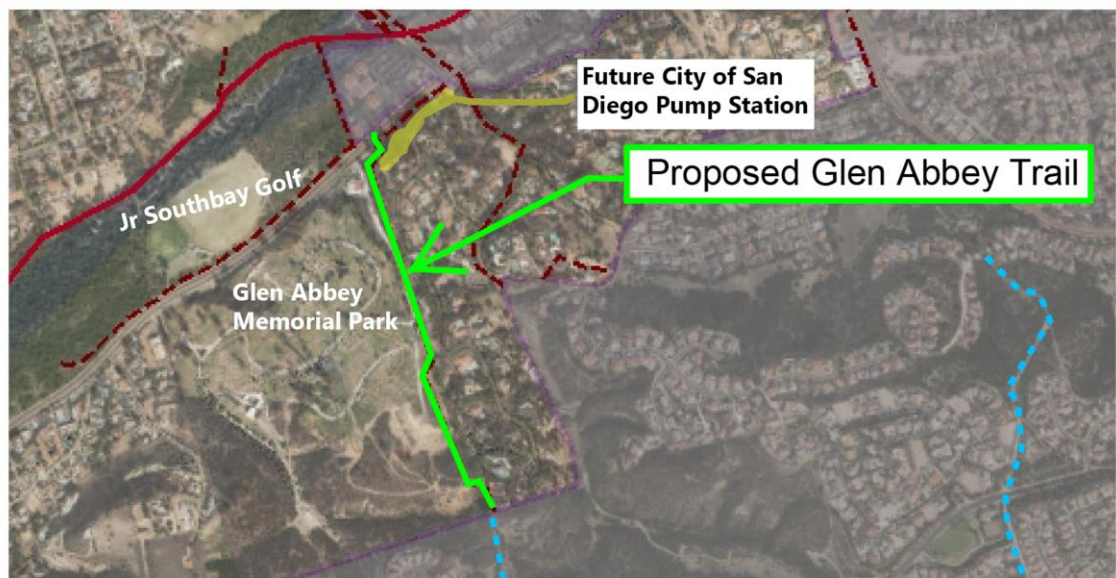 Future City of San
Diego Pump Station
Proposed Glen Abbey Trail
Jr Southbay Golf
Glen Abbey
Memorial Park